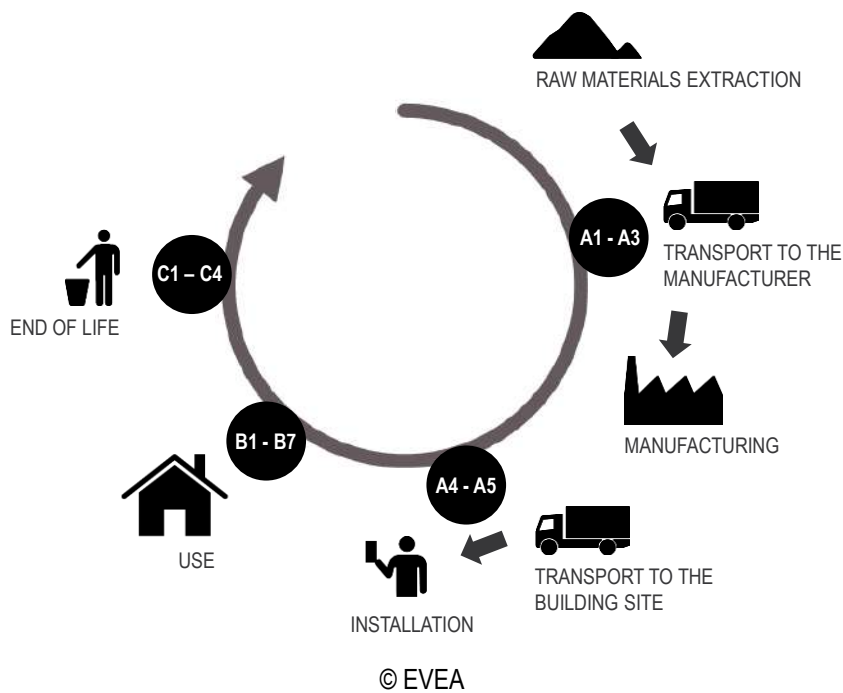 RAW MATERIALS EXTRACTION
A1 - A3
TRANSPORT TO THE
MANUFACTURER
MANUFACTURING
A4 - A5
TRANSPORT TO THE
BUILDING SITE
INSTALLATION
B1 - B7
USE
C1 – C4
END OF LIFE
© EVEA